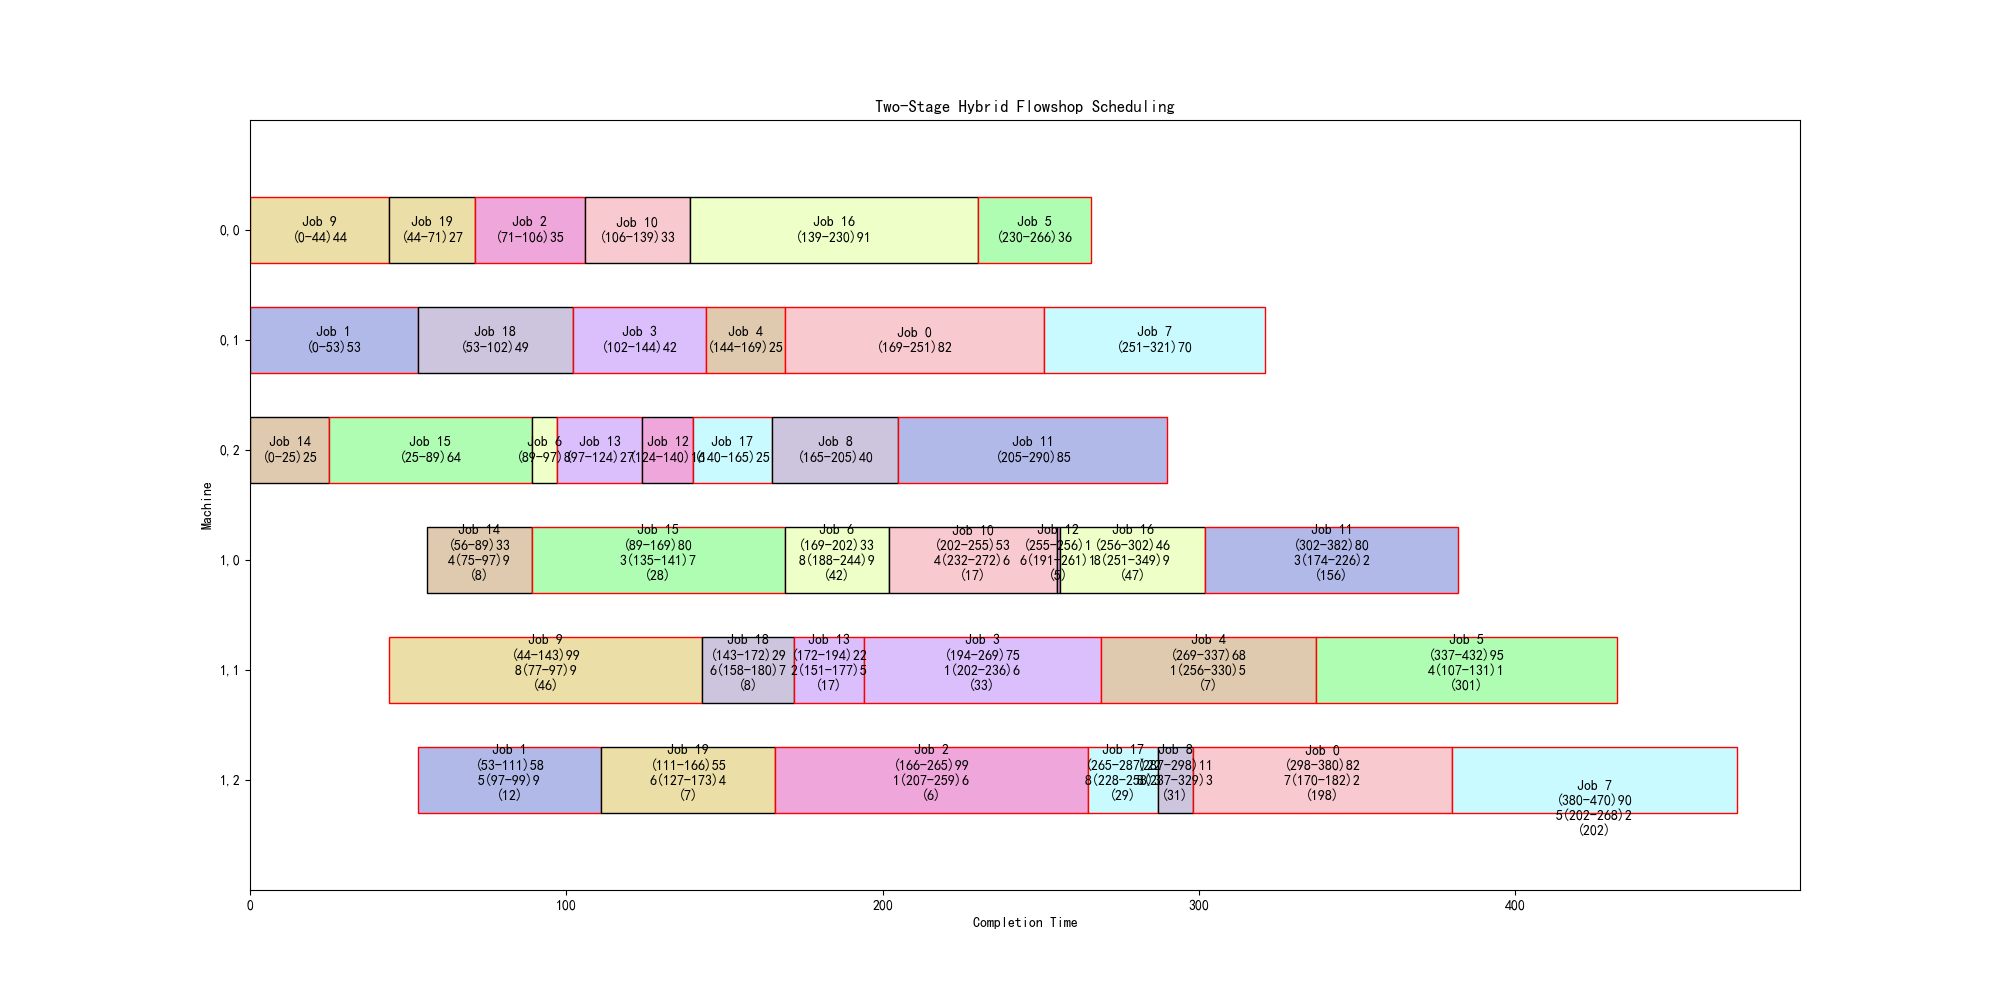 Two-Stage Hybrid Flowshop Scheduling
Machine
0,0
Job 9
(0-44)44
Job 19
(44-71)27
Job 2
(71-106)35
Job 10
(106-139)33
Job 16
(139-230)91
Job 5
(230-266)36
0,1
Job 1
(0-53)53
Job 18
(53-102)49
Job 3
(102-144)42
Job 4
(144-169)25
Job 0
(169-251)82
Job 7
(251-321)70
0,2
Job 14
(0-25)25
Job 15
(25-89)64
Job 6
(89-97)8
Job 13
(97-124)27
Job 12
(124-140)16
Job 17
(140-165)25
Job 8
(165-205)40
Job 11
(205-290)85
1,0
Job 14
(56-89)33
4(75-97)9
(8)
Job 15
(89-169)80
3(135-141)7
(28)
Job 6
(169-202)33
8(188-244)9
(42)
Job 10
(202-255)53
4(232-272)6
(17)
Job 12
(255-256)1
6(191-261)1
(5)
Job 16
(256-302)46
8(251-349)9
(47)
Job 11
(302-382)80
3(174-226)2
(156)
1,1
Job 9
(44-143)99
8(77-97)9
(46)
Job 18
(143-172)29
6(158-180)7
(8)
Job 13
(172-194)22
2(151-177)5
(17)
Job 3
(194-269)75
1(202-236)6
(33)
Job 4
(269-337)68
1(256-330)5
(7)
Job 5
(337-432)95
4(107-131)1
(301)
1,2
Job 1
(53-111)58
5(97-99)9
(12)
Job 19
(111-166)55
6(127-173)4
(7)
Job 2
(166-265)99
1(207-259)6
(6)
Job 17
(265-287)22
(29)
Job 8
(287-298)11
(31)
Job 0
(298-380)82
7(170-182)2
(198)
Job 7
(380-470)90
5(202-268)2
(202)
0
100
200
300
400
Completion Time